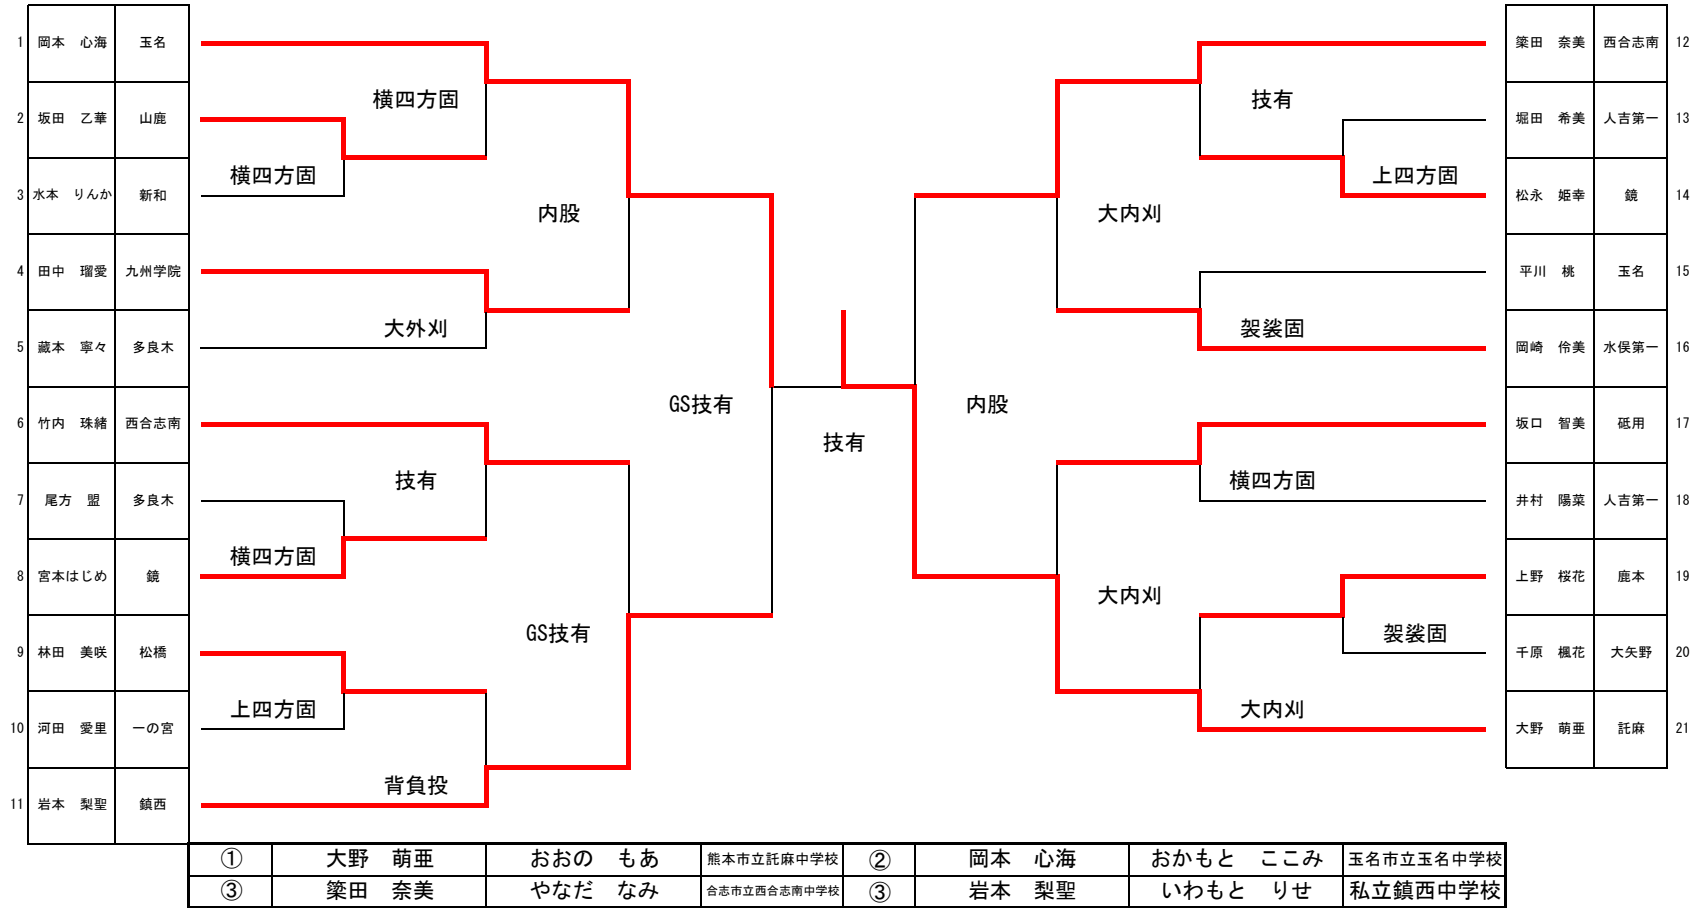 1 岡本　心海 玉名
2 坂田　乙華 山鹿
3 水本　りんか 新和
4 田中　瑠愛 九州学院
5 藏本　寧々 多良木
6 竹内　珠緒 西合志南
7 尾方　盟 多良木
8 宮本はじめ 鏡
9 林田　美咲 松橋
10 河田　愛里 一の宮
11 岩本　梨聖 鎮西
横四方固
横四方固
内股
大外刈
GS技有
技有
横四方固
GS技有
上四方固
背負投
技有
技有
上四方固
大内刈
袈裟固
内股
横四方固
大内刈
袈裟固
大内刈
簗田　奈美 西合志南 12
堀田　希美 人吉第一 13
松永　姫幸 鏡 14
平川　桃 玉名 15
岡崎　伶美 水俣第一 16
坂口　智美 砥用 17
井村　陽菜 人吉第一 18
上野　桜花 鹿本 19
千原　楓花 大矢野 20
大野　萌亜 託麻 21
① 大野　萌亜 おおの　もあ 熊本市立託麻中学校 ② 岡本　心海 おかもと　ここみ 玉名市立玉名中学校
③ 簗田　奈美 やなだ　なみ 合志市立西合志南中学校 ③ 岩本　梨聖 いわもと　りせ 私立鎮西中学校